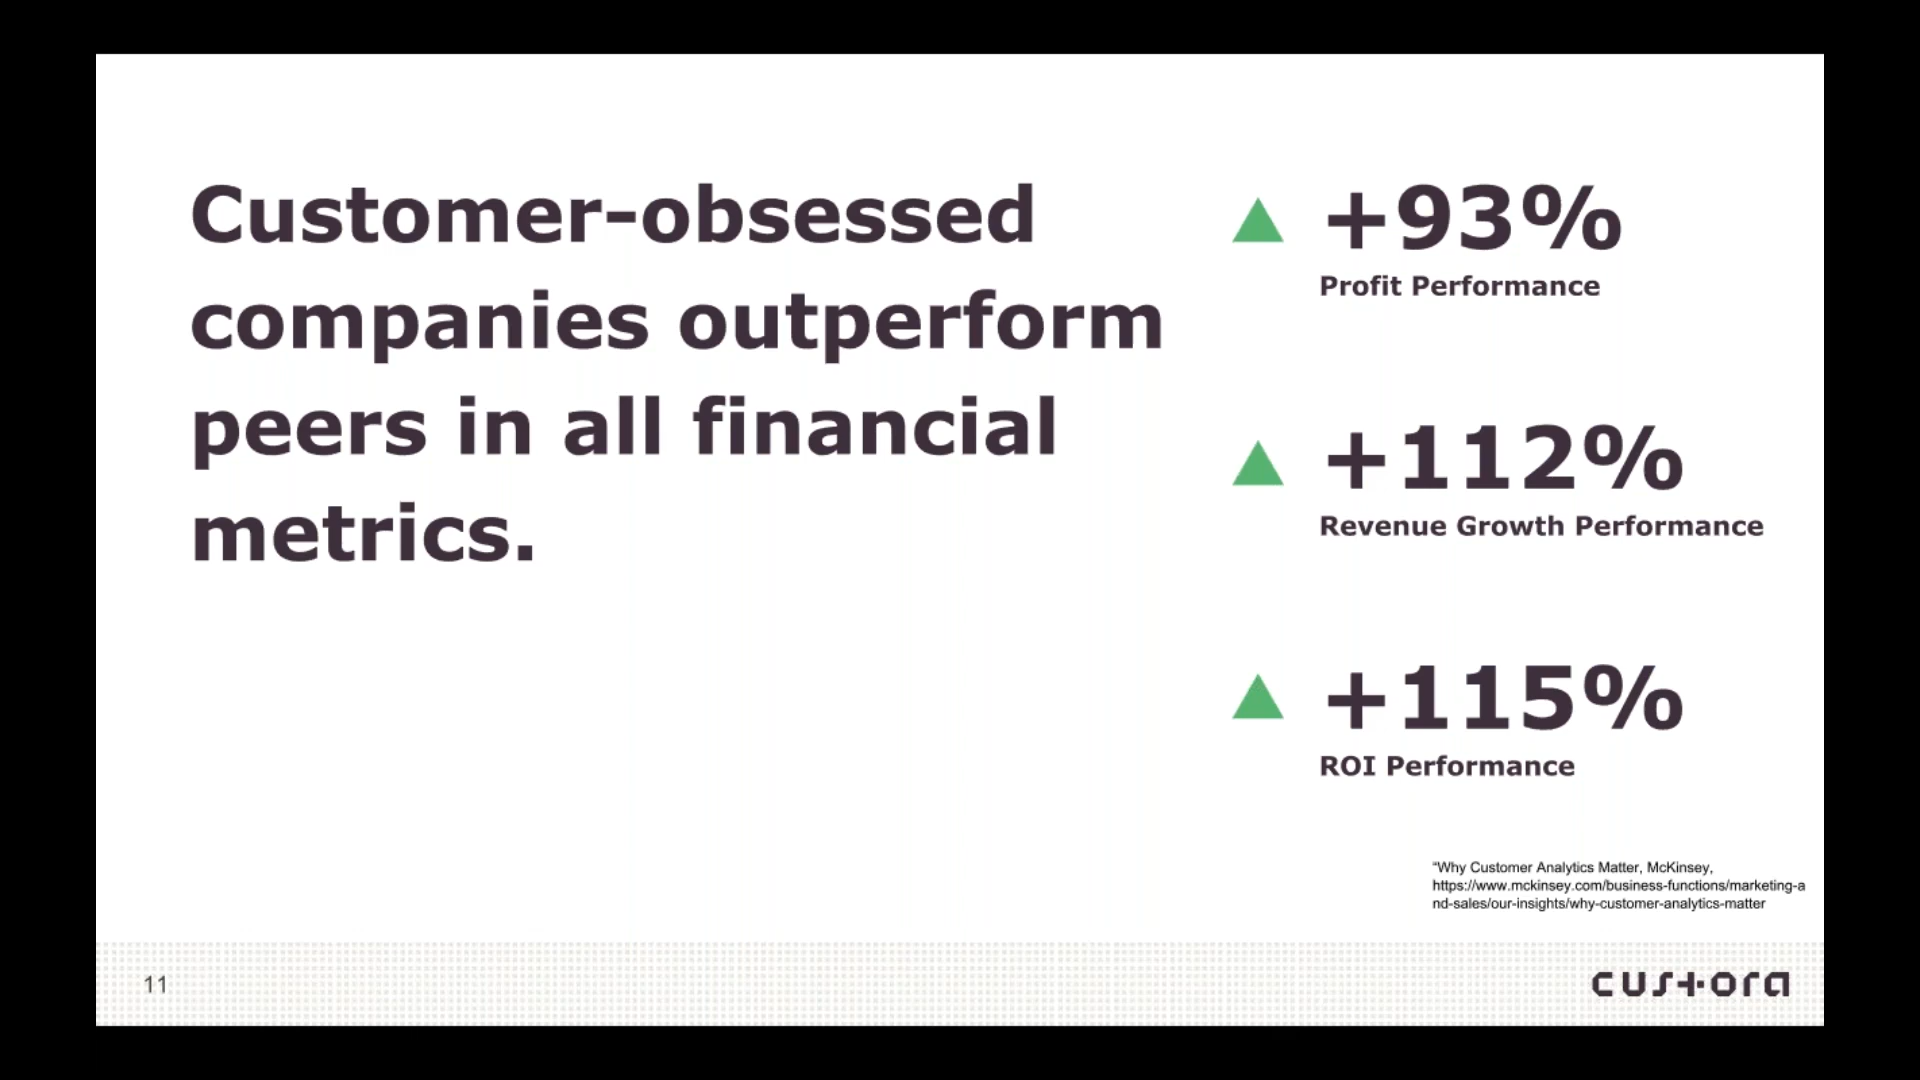 Customer-obsessed
companies outperform
peers in all financial
metrics.
+93%
Profit Performance
+112%
Revenue Growth Performance
+115%
ROI Performance
“Why Customer Analytics Matter, McKinsey,
https://www.mckinsey.com/business-functions/marketing-a
nd-sales/our-insights/why-customer-analytics-matter
11
custora